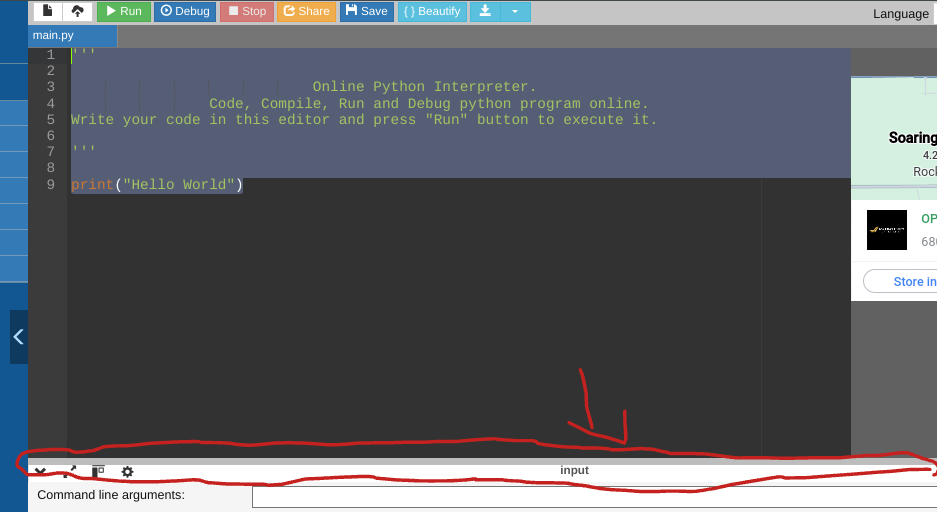 Run Debug Stop Share Save { } Beautify
Language
main.py
1 '''
2
3 Online Python Interpreter.
4 Code, Compile, Run and Debug python program online.
5 Write your code in this editor and press "Run" button to execute it.
6
7 '''
8
9 print("Hello World")
Soaring
4.2
Rock
OP
680
Store in
input
Command line arguments: